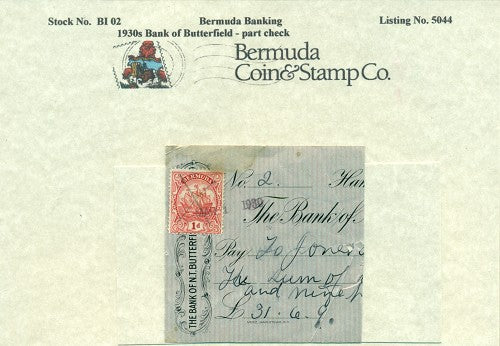 Stock No. BI 02 Bermuda Banking Listing No. 5044
1930s Bank of Butterfield - part check
Bermuda
Coin&Stamp Co.
BERMUDA
1d
1930
THE BANK OF N.T. BUTTERFI
No. 2 Ham
The Bank of
Pay To Jones
The sum of
and nine
£31.6.9.